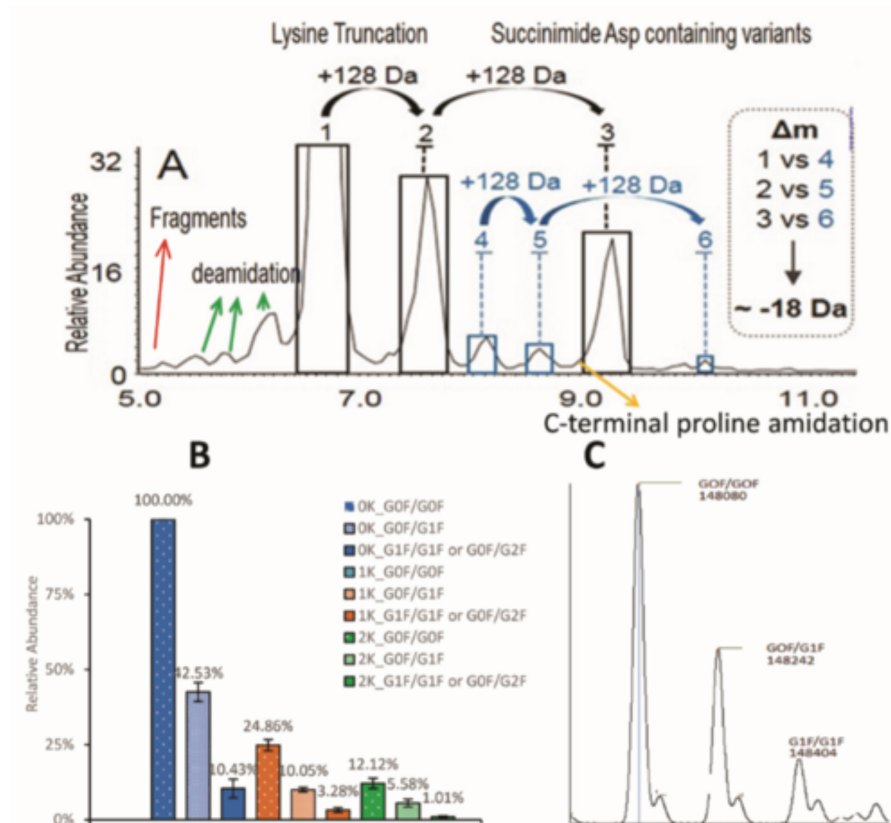 Lysine Truncation
Succinimide Asp containing variants
+128 Da
+128 Da
1
2
3
Δm
1 vs 4
2 vs 5
3 vs 6
~ -18 Da
32
A
+128 Da
+128 Da
4
5
6
Fragments
deamidation
Relative Abundance
16
0
5.0
7.0
9.0
11.0
C-terminal proline amidation
B
100.00%
100%
75%
50%
25%
0%
Relative Abundance
42.53%
10.43%
24.86%
10.05%
3.28%
12.12%
5.58%
1.01%
0K_G0F/G0F
0K_G0F/G1F
0K_G1F/G1F or G0F/G2F
1K_G0F/G0F
1K_G0F/G1F
1K_G1F/G1F or G0F/G2F
2K_G0F/G0F
2K_G0F/G1F
2K_G1F/G1F or G0F/G2F
C
GOF/GOF
148080
GOF/G1F
148242
G1F/G1F
148404